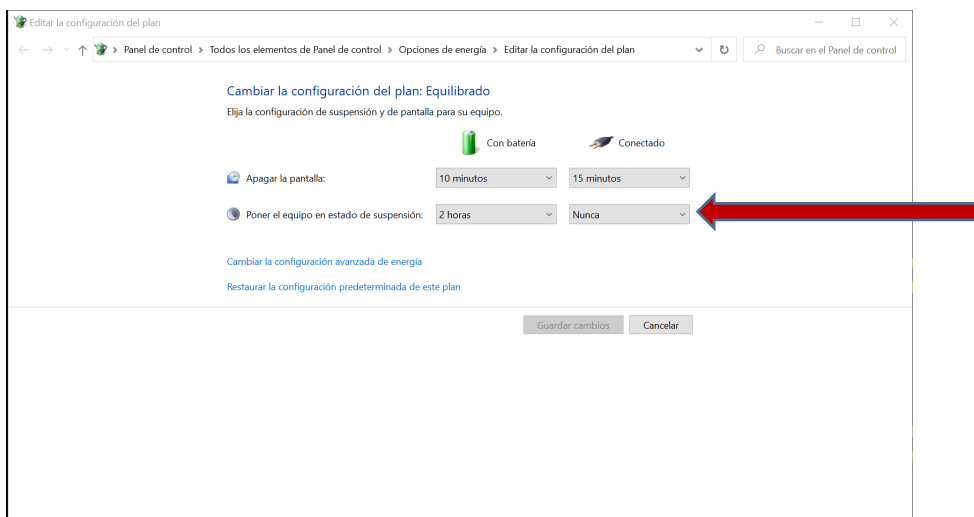 Editar la configuración del plan
Panel de control > Todos los elementos de Panel de control > Opciones de energía > Editar la configuración del plan
Buscar en el Panel de control
Cambiar la configuración del plan: Equilibrado
Elija la configuración de suspensión y de pantalla para su equipo.
Con batería Conectado
Apagar la pantalla: 10 minutos 15 minutos
Poner el equipo en estado de suspensión: 2 horas Nunca
Cambiar la configuración avanzada de energía
Restaurar la configuración predeterminada de este plan
Guardar cambios Cancelar